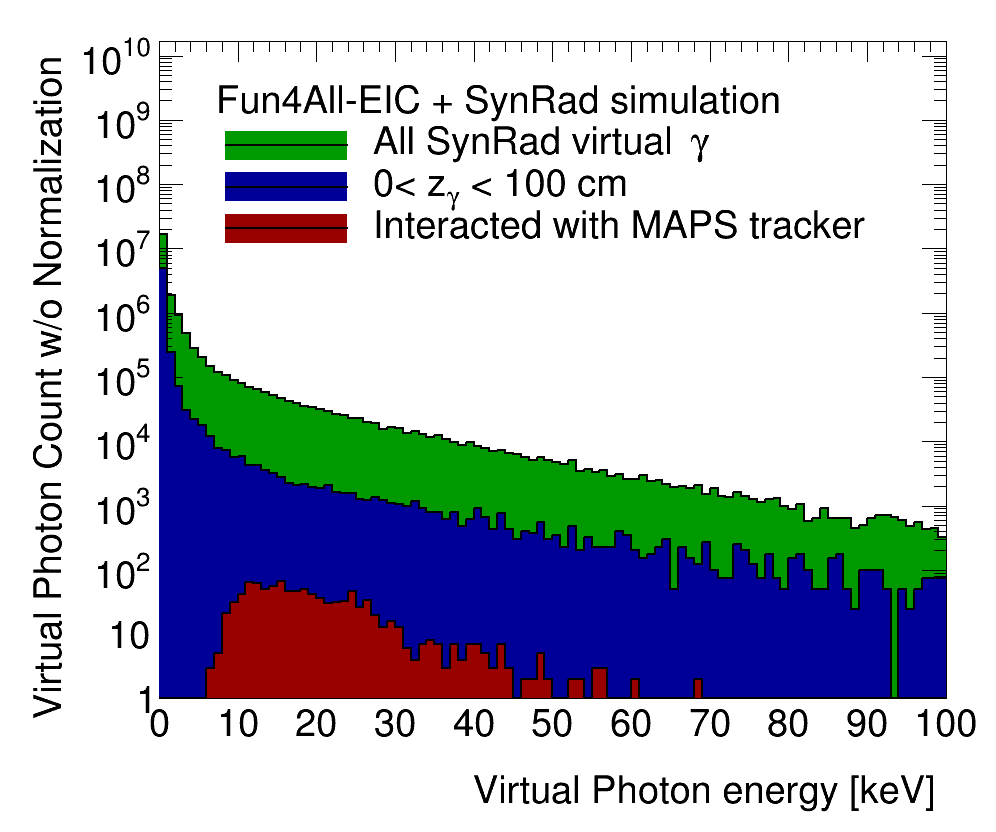 Virtual Photon Count w/o Normalization
10^10
10^9
10^8
10^7
10^6
10^5
10^4
10^3
10^2
10
1
Fun4All-EIC + SynRad simulation
All SynRad virtual γ
0< z_γ < 100 cm
Interacted with MAPS tracker
0 10 20 30 40 50 60 70 80 90 100
Virtual Photon energy [keV]